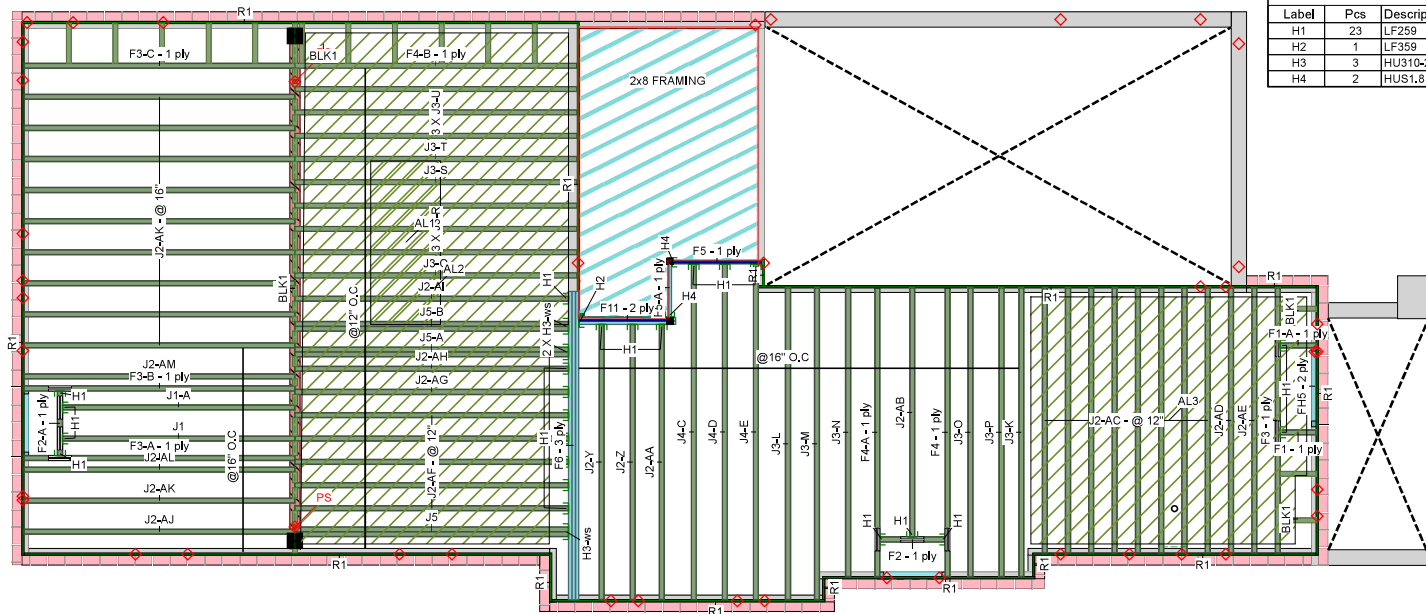 R1
Label Pcs Descrip
H1 23 LF259
H2 1 LF359
H3 3 HU310-2
H4 2 HUS1.8
F3-C - 1 ply
BLK1
F4-B - 1 ply
2x8 FRAMING
3 X J3-U
J3-T
J3-S
R1
J2-AK - @ 16"
AL1
3 X J3-R
J3-C
AL2
J2-AI
BLK1
@12" O.C
J5-B
J5-A
J2-AH
J2-AG
H1
2 X H3-ws
H2
F11 - 2 ply
H1
H4
F5 - 1 ply
R1
H1
H4
@16" O.C
R1
R1
BLK1
F1-A - 1 ply
H1
FH5 - 2 ply
R1
R1
J2-AM
F3-B - 1 ply
J1-A
H1
F2-A - 1 ply
H1
J1
F3-A - 1 ply
J2-AL
H1
@16" O.C
J2-AK
J2-AJ
PS
J2-AF - @ 12"
J5
H1
F6 - 3 ply
H3-ws
J2-Y
J2-Z
J2-AA
J4-C
J4-D
J4-E
J3-L
J3-M
J3-N
F4-A - 1 ply
J2-AB
F4 - 1 ply
J3-O
J3-P
J3-K
J2-AC - @ 12"
AL3
J2-AD
J2-AE
F3 - 1 ply
F1 - 1 ply
BLK1
H1
H1
H1
F2 - 1 ply
R1
R1
R1
R1
R1
R1
R1